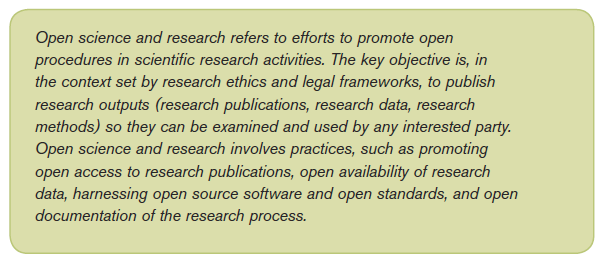 Open science and research refers to efforts to promote open
procedures in scientific research activities. The key objective is, in
the context set by research ethics and legal frameworks, to publish
research outputs (research publications, research data, research
methods) so they can be examined and used by any interested party.
Open science and research involves practices, such as promoting
open access to research publications, open availability of research
data, harnessing open source software and open standards, and open
documentation of the research process.